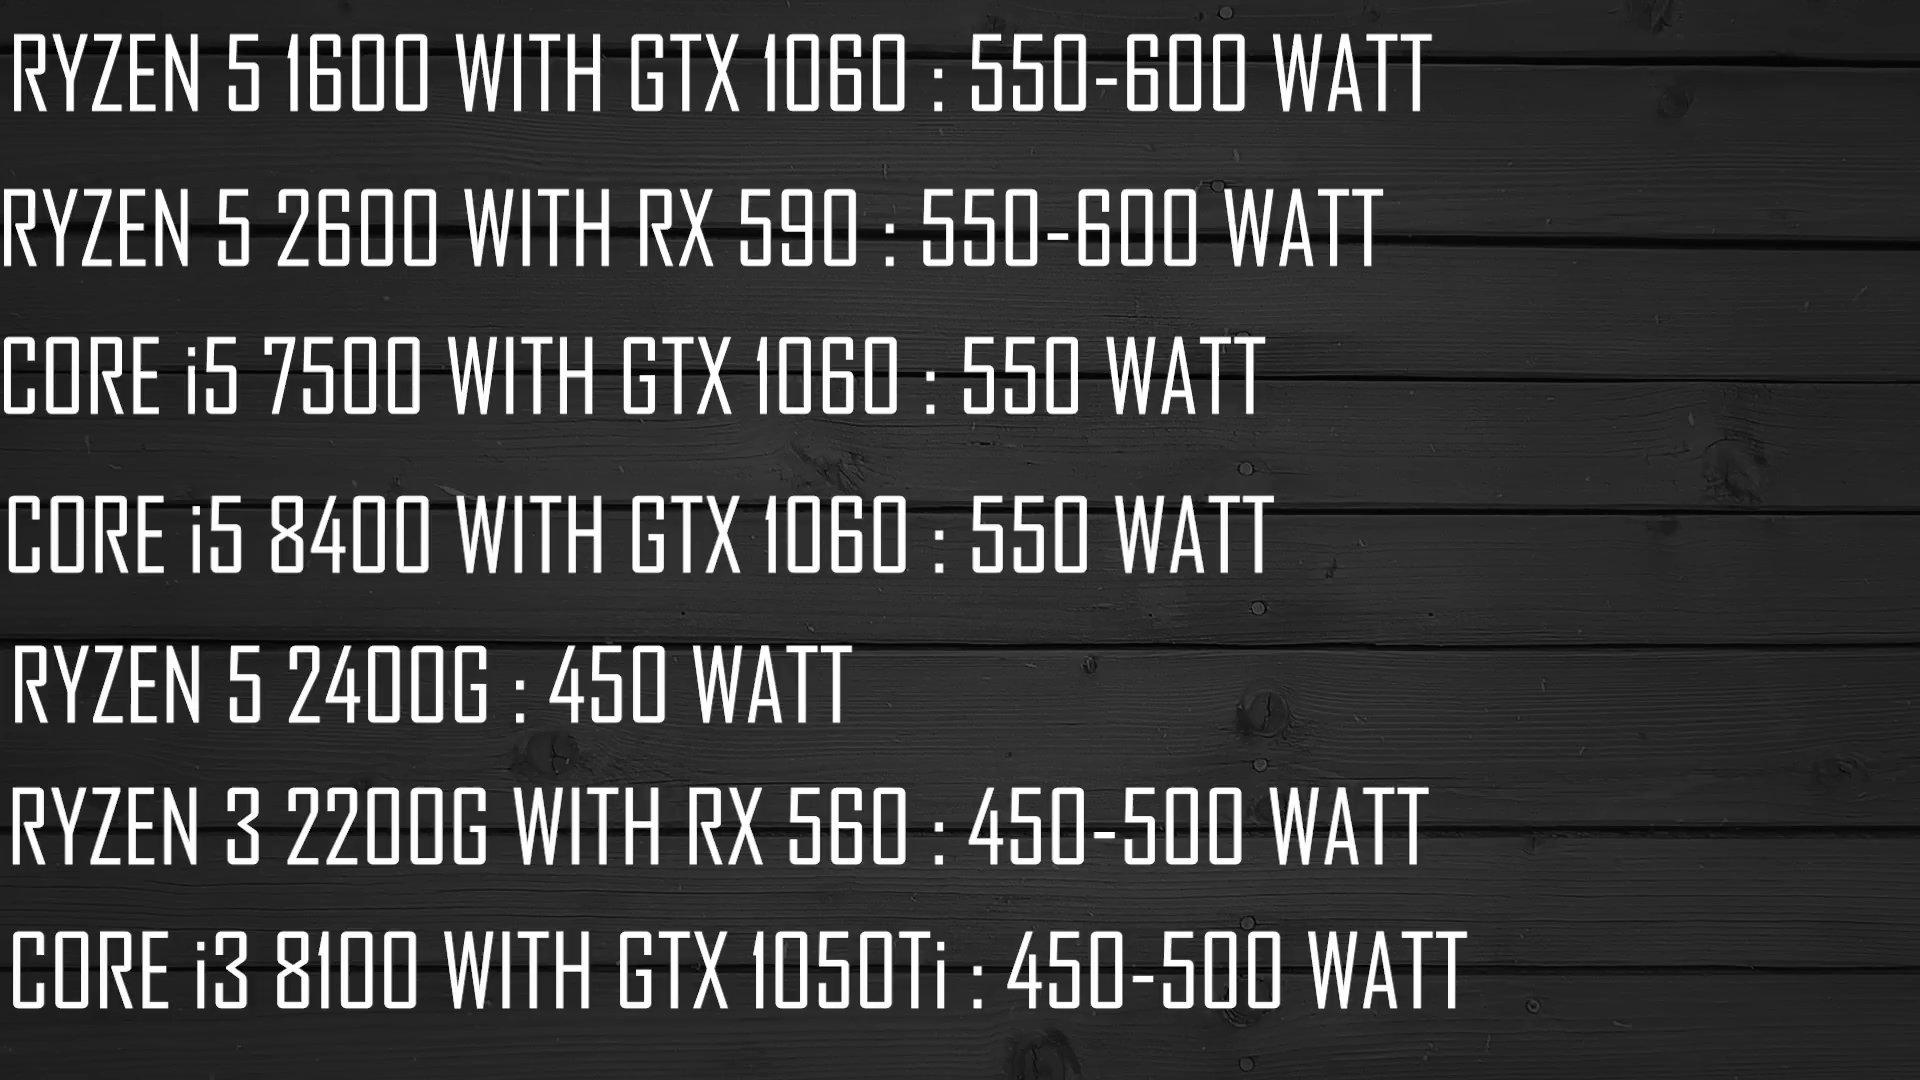 RYZEN 5 1600 WITH GTX 1060 : 550-600 WATT
RYZEN 5 2600 WITH RX 590 : 550-600 WATT
CORE i5 7500 WITH GTX 1060 : 550 WATT
CORE i5 8400 WITH GTX 1060 : 550 WATT
RYZEN 5 2400G : 450 WATT
RYZEN 3 2200G WITH RX 560 : 450-500 WATT
CORE i3 8100 WITH GTX 1050Ti : 450-500 WATT